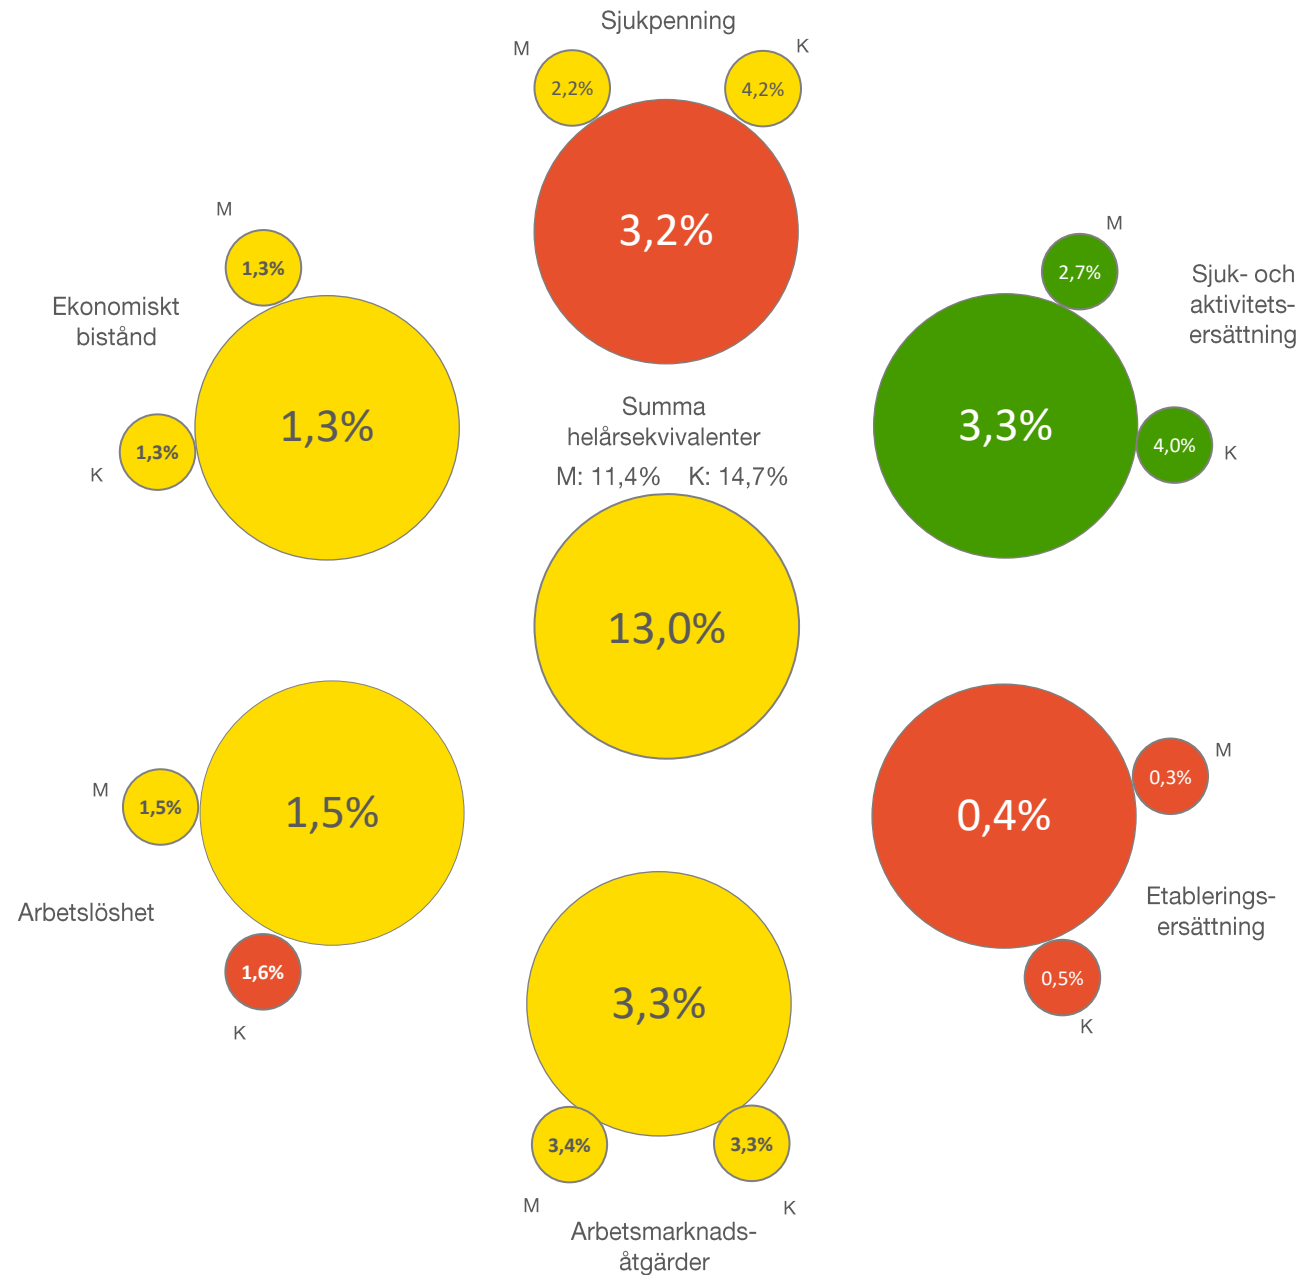 Sjukpenning
M
K
2,2%
4,2%
3,2%
M
1,3%
Ekonomiskt
bistånd
1,3%
1,3%
K
M
2,7%
Sjuk- och
aktivitets-
ersättning
3,3%
4,0%
K
Summa
helårsekvivalenter
M: 11,4% K: 14,7%
13,0%
M
1,5%
1,5%
Arbetslöshet
1,6%
K
M
0,3%
0,4%
Etablerings-
ersättning
0,5%
K
3,3%
3,4%
3,3%
M
K
Arbetsmarknads-
åtgärder